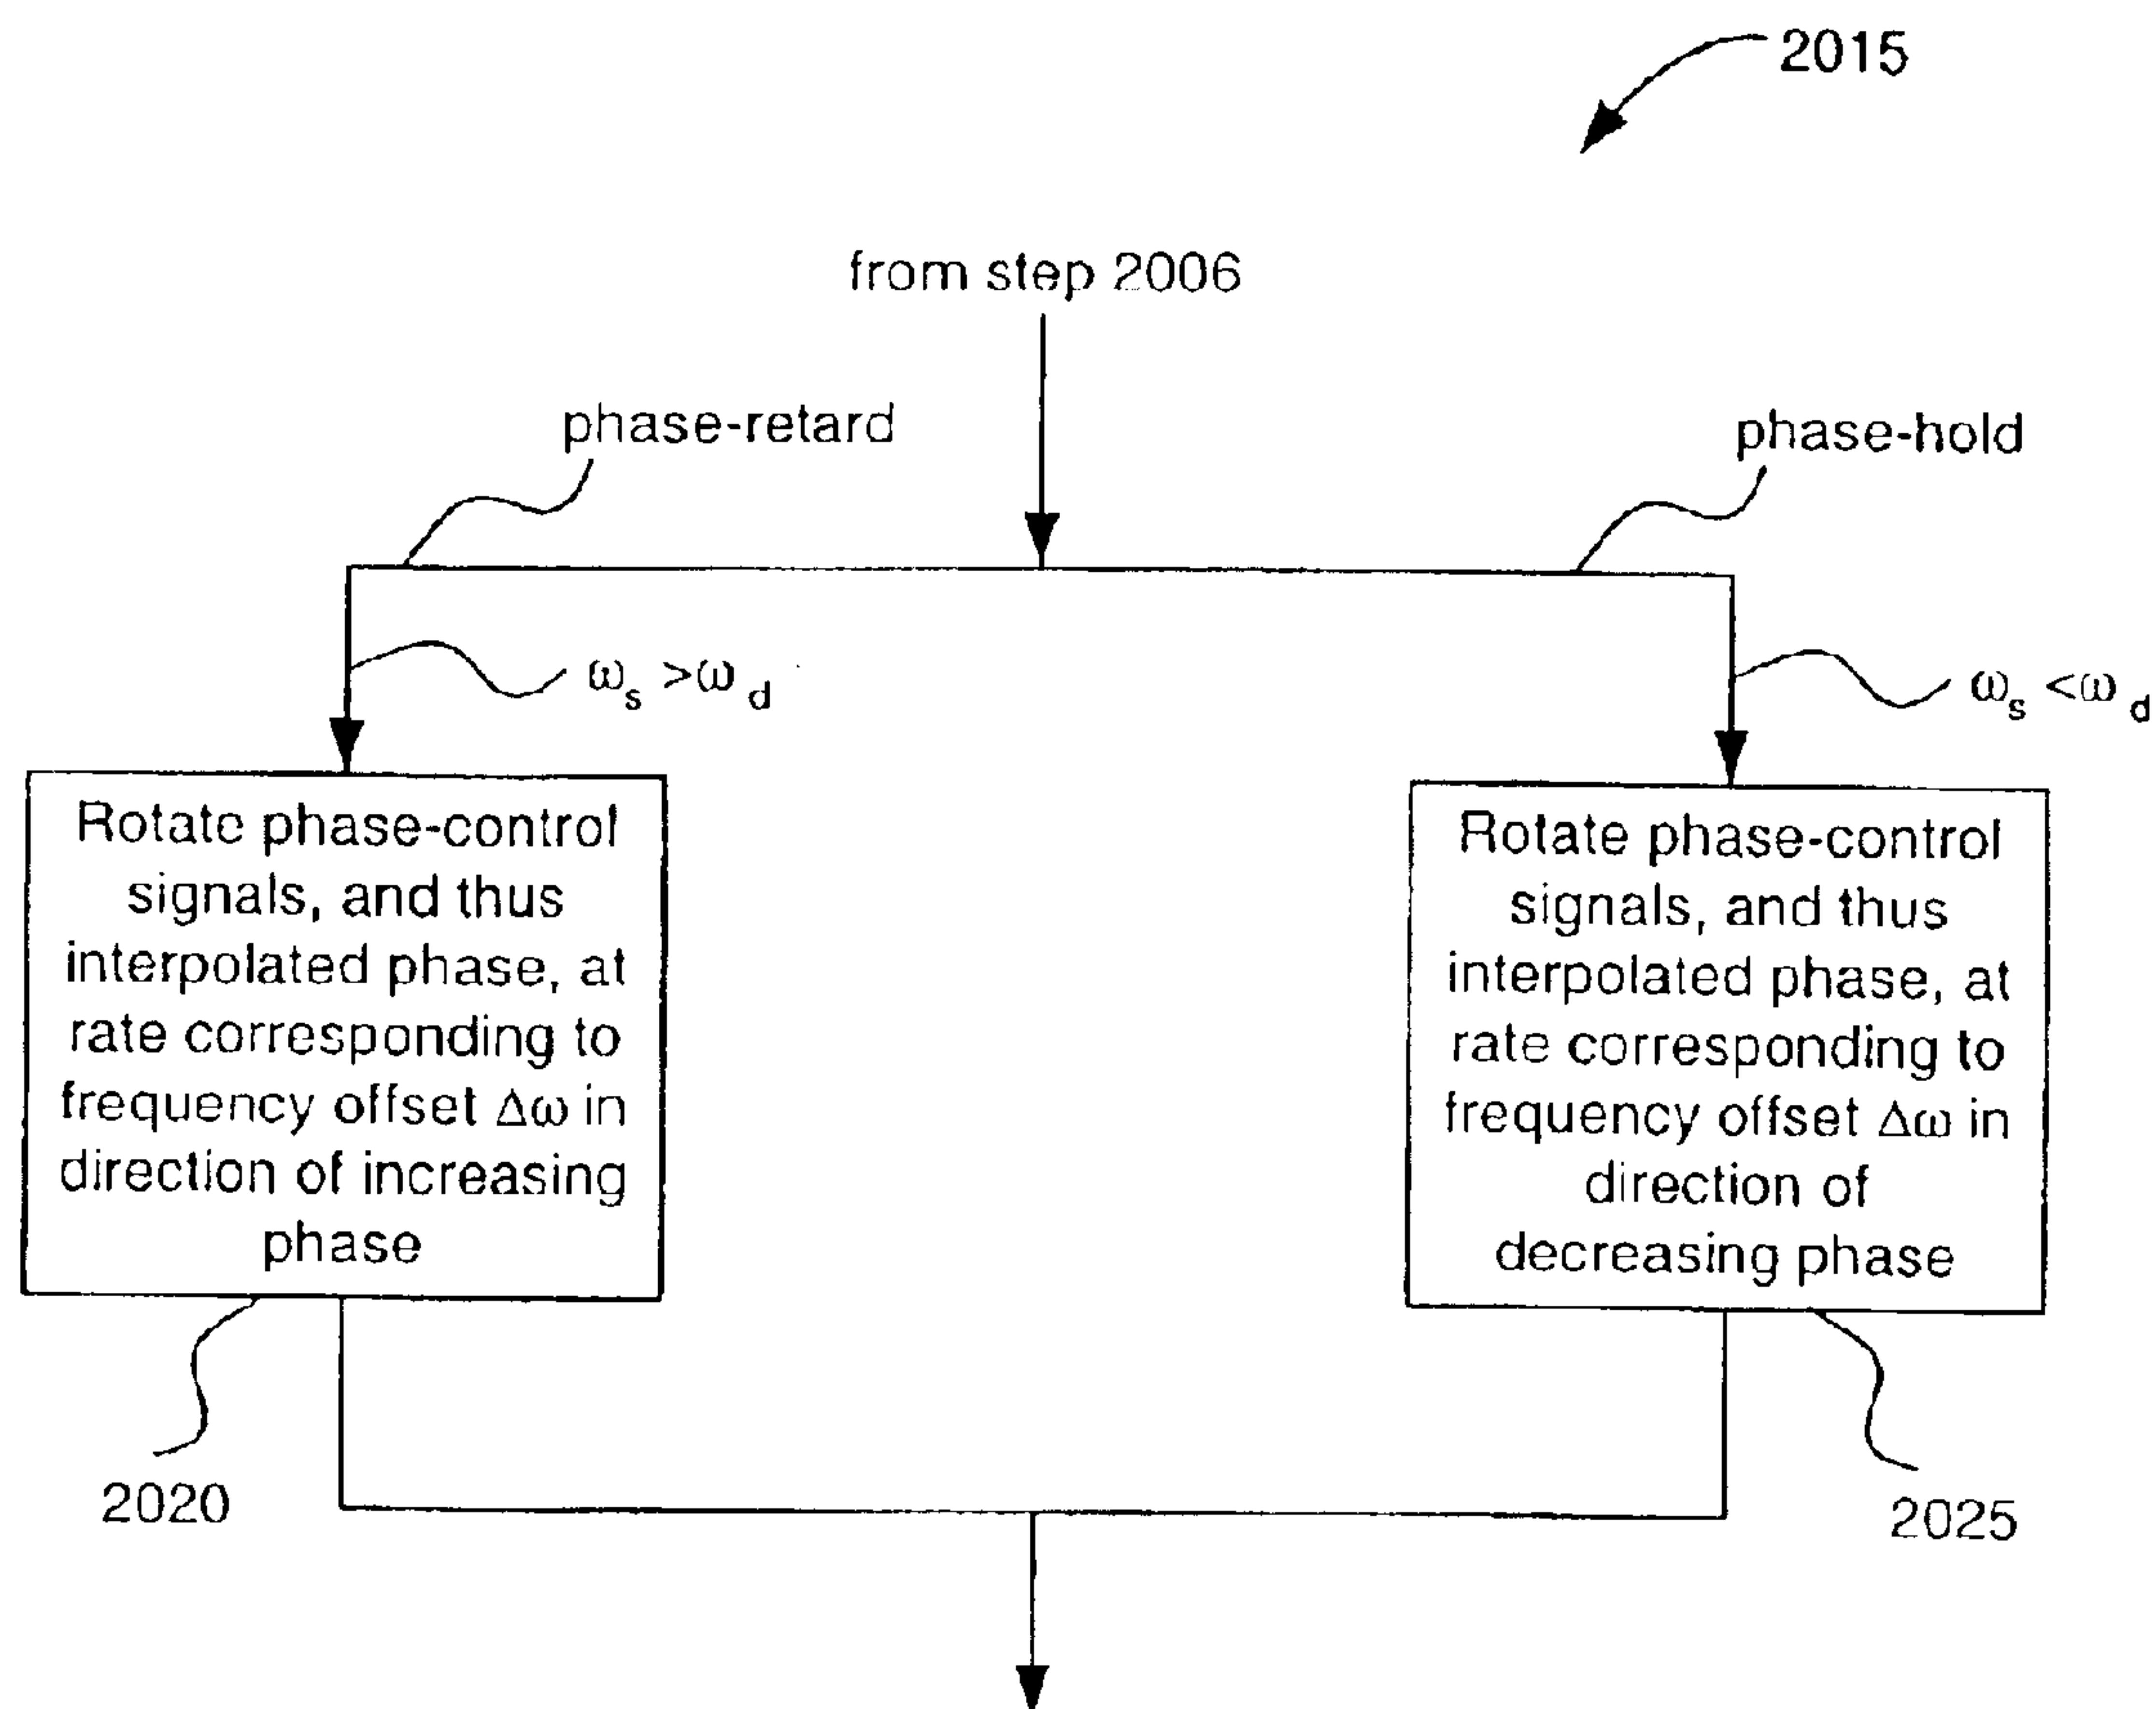 2015
from step 2006
phase-retard
phase-hold
ω s >ω d
ω s <ω d
Rotate phase-control
signals, and thus
interpolated phase, at
rate corresponding to
frequency offset Δω in
direction of increasing
phase
Rotate phase-control
signals, and thus
interpolated phase, at
rate corresponding to
frequency offset Δω in
direction of
decreasing phase
2020
2025